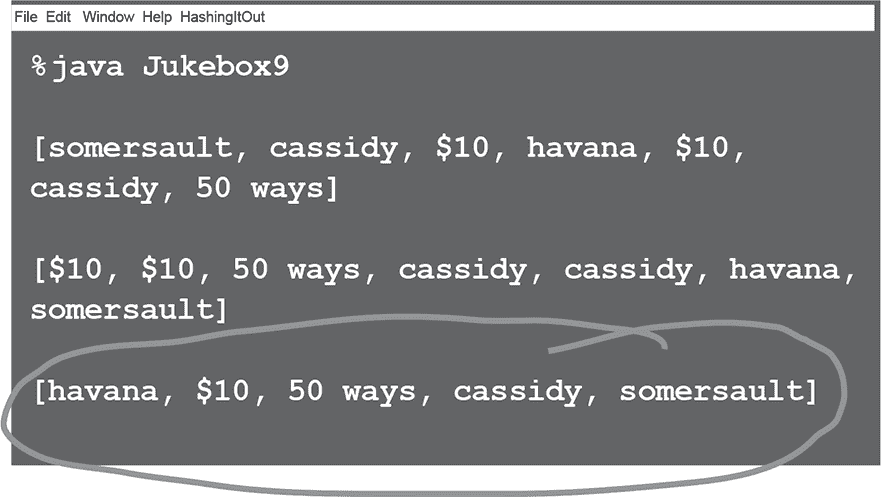 File Edit Window Help HashingItOut
%java Jukebox9
[somersault, cassidy, $10, havana, $10,
cassidy, 50 ways]
[$10, $10, 50 ways, cassidy, cassidy, havana,
somersault]
[havana, $10, 50 ways, cassidy, somersault]